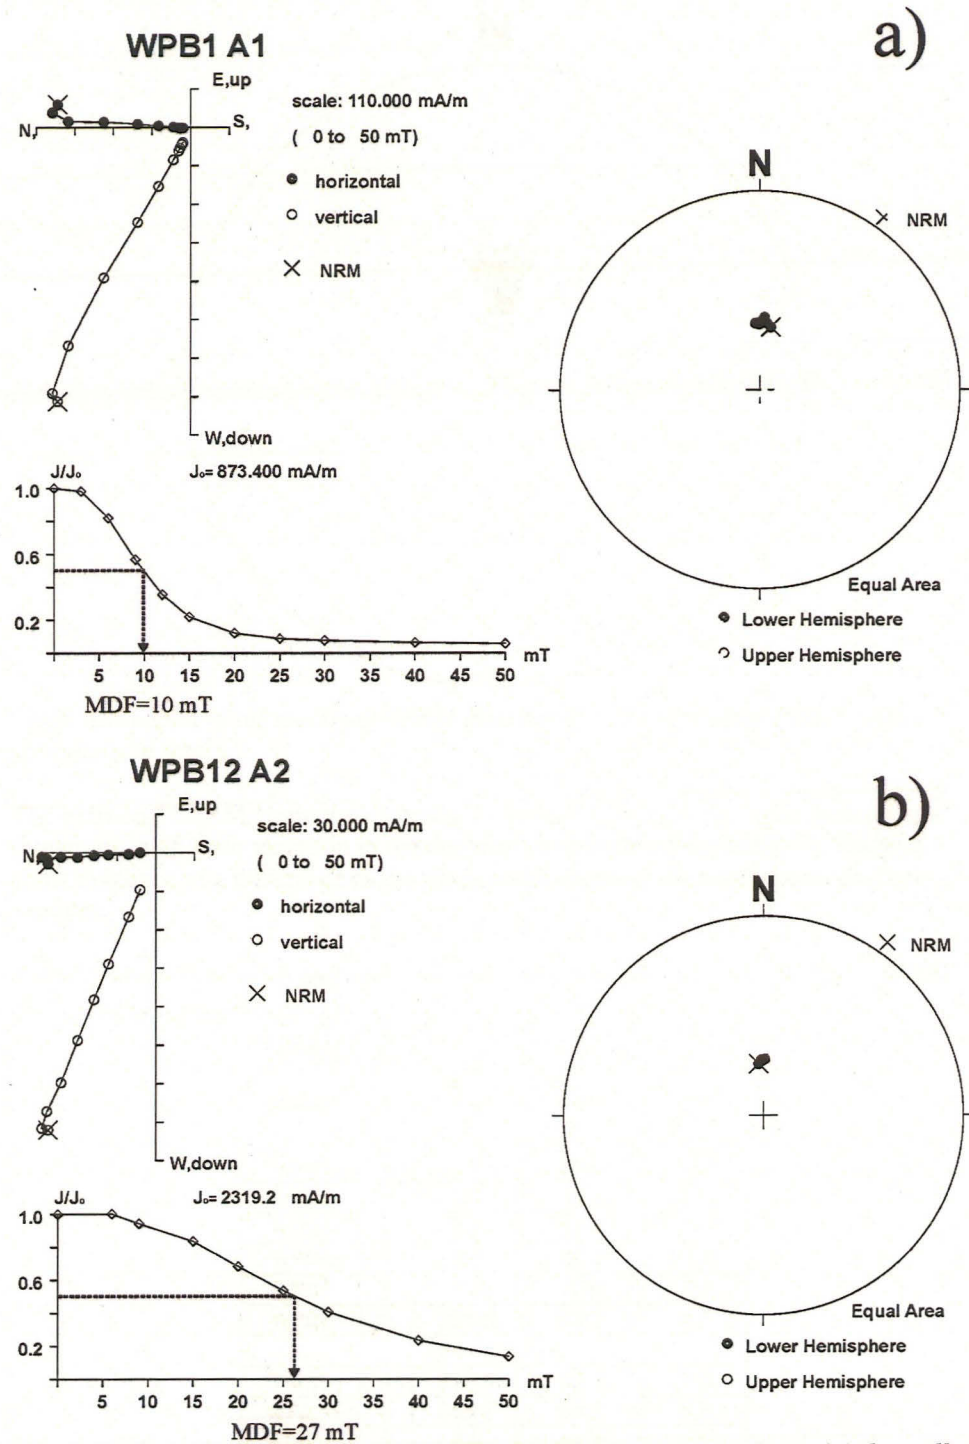 a)
WPB1 A1
E,up
N,
S,
scale: 110.000 mA/m
( 0 to 50 mT)
horizontal
vertical
NRM
W,down
N
NRM
Equal Area
Lower Hemisphere
Upper Hemisphere
J/J₀
J₀= 873.400 mA/m
1.0
0.6
0.2
5 10 15 20 25 30 35 40 45 50
mT
MDF=10 mT
b)
WPB12 A2
E,up
N
S,
scale: 30.000 mA/m
( 0 to 50 mT)
horizontal
vertical
NRM
W,down
N
NRM
Equal Area
Lower Hemisphere
Upper Hemisphere
J/J₀
J₀= 2319.2 mA/m
1.0
0.6
0.2
5 10 15 20 25 30 35 40 45 50
mT
MDF=27 mT